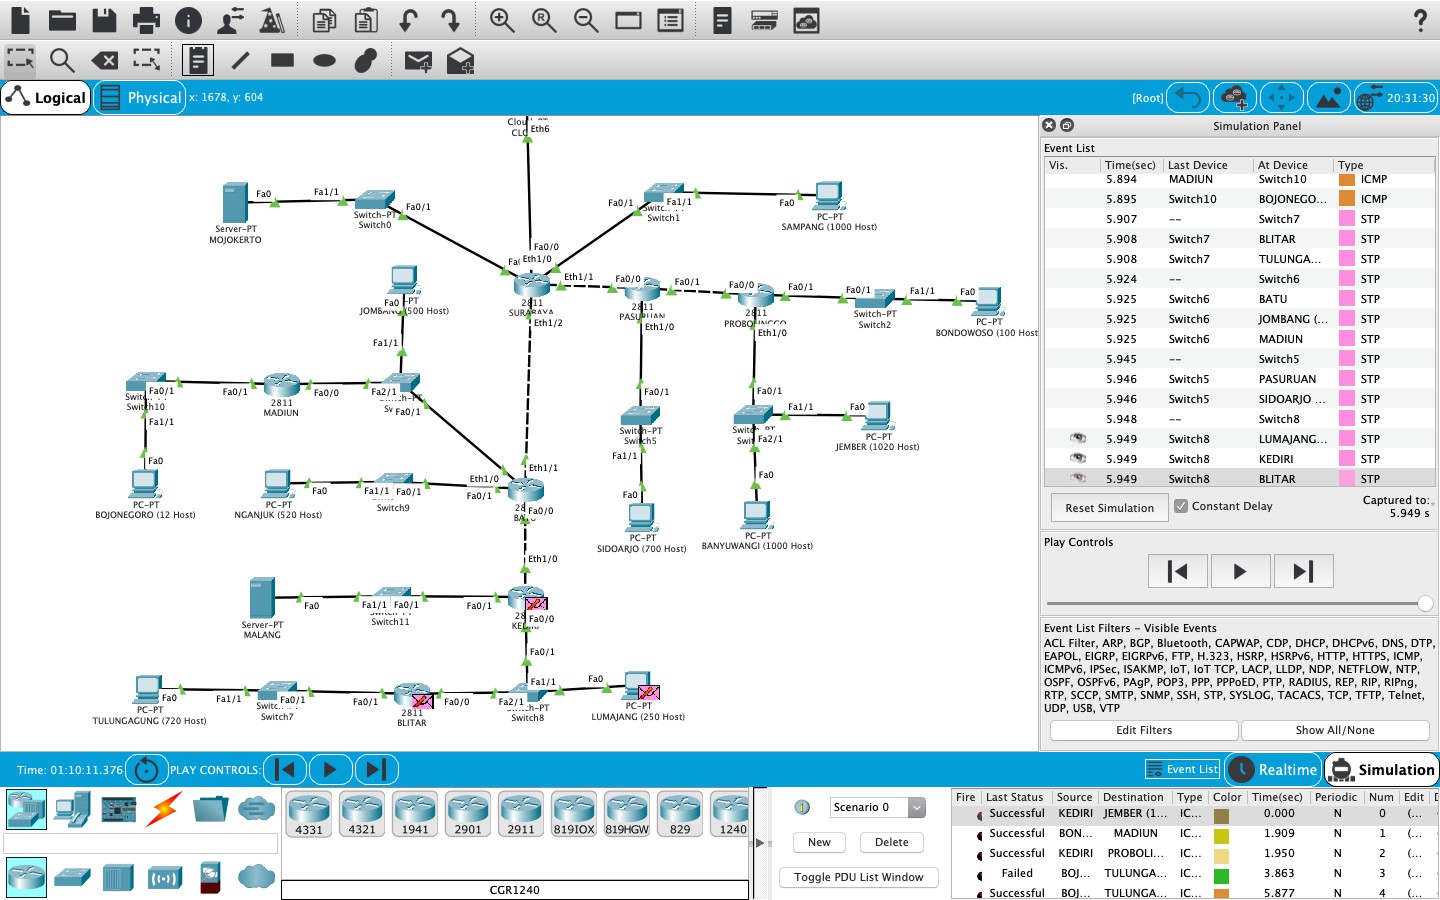 Logical
Physical
x: 1678, y: 604
[Root]
20:31:30
Eth6
Fa0
Fa1/1
Fa0/1
Server-PT
MOJOKERTO
Switch-PT
Switch0
Fa0/1
Fa1/1
Switch1
Fa0
PC-PT
SAMPANG (1000 Host)
Fa0/0
Eth1/0
Eth1/1
Fa0/0
Fa0/1
Fa0/0
Fa0/1
Fa0/1
Fa1/1
Fa0
2811
SURABAYA
Eth1/2
2811
Eth1/0
2811
Eth1/0
Switch-PT
Switch2
PC-PT
BONDOWOSO (100 Host
Fa0
Fa1/1
Fa0/1
Switch10
Fa1/1
Fa0
Fa0/1
Fa0/0
2811
MADIUN
Fa2/1
Fa0/1
PC-PT
BOJONEGORO (12 Host)
PC-PT
NGANJUK (520 Host)
Fa0
Fa1/1
Fa0/1
Switch9
Eth1/0
Fa0/1
Eth1/1
Fa0/0
Fa0/1
Switch-PT
Switch5
Fa1/1
Fa0
PC-PT
SIDOARJO (700 Host)
Fa0/1
Fa1/1
Fa0
Fa2/1
PC-PT
JEMBER (1020 Host)
Fa0
PC-PT
BANYUWANGI (1000 Host)
Eth1/0
Server-PT
MALANG
Fa0
Fa1/1
Fa0/1
Switch11
Fa0/1
Fa0/0
Fa0/1
PC-PT
TULUNGAGUNG (720 Host)
Fa0
Fa1/1
Fa0/1
Switch7
Fa0/1
2811
BLITAR
Fa0/0
Fa1/1
Fa2/1
Switch8
Fa0
PC-PT
LUMAJANG (250 Host)
Simulation Panel
Event List
Vis. Time(sec) Last Device At Device Type
5.894 MADIUN Switch10 ICMP
5.895 Switch10 BOJONEGO... ICMP
5.907 -- Switch7 STP
5.908 Switch7 BLITAR STP
5.908 Switch7 TULUNGA... STP
5.924 -- Switch6 STP
5.925 Switch6 BATU STP
5.925 Switch6 JOMBANG (... STP
5.925 Switch6 MADIUN STP
5.945 -- Switch5 STP
5.946 Switch5 PASURUAN STP
5.946 Switch5 SIDOARJO ... STP
5.948 -- Switch8 STP
5.949 Switch8 LUMAJANG... STP
5.949 Switch8 KEDIRI STP
5.949 Switch8 BLITAR STP
Reset Simulation
Constant Delay
Captured to:
5.949 s
Play Controls
Event List Filters - Visible Events
ACL Filter, ARP, BGP, Bluetooth, CAPWAP, CDP, DHCP, DHCPv6, DNS, DTP,
EAPOL, EIGRP, EIGRPv6, FTP, H.323, HSRP, HSRPv6, HTTP, HTTPS, ICMP,
ICMPv6, IPSec, ISAKMP, IoT, IoT TCP, LACP, LLDP, NDP, NETFLOW, NTP,
OSPF, OSPFv6, PAgP, POP3, PPP, PPPoED, PTP, RADIUS, REP, RIP, RIPng,
RTP, SCCP, SMTP, SNMP, SSH, STP, SYSLOG, TACACS, TCP, TFTP, Telnet,
UDP, USB, VTP
Edit Filters
Show All/None
Time: 01:10:11.376
PLAY CONTROLS:
Event List
Realtime
Simulation
4331 4321 1941 2901 2911 819IOX 819HGW 829 1240
CGR1240
Scenario 0
New
Delete
Toggle PDU List Window
Fire Last Status Source Destination Type Color Time(sec) Periodic Num Edit
Successful KEDIRI JEMBER (1... IC... 0.000 N 0 (...
Successful BON... MADIUN IC... 1.909 N 1 (...
Successful KEDIRI PROBOLI... IC... 1.950 N 2 (...
Failed BOJ... TULUNGA... IC... 3.863 N 3 (...
Successful BOJ... TULUNGA... IC... 5.877 N 4 (...